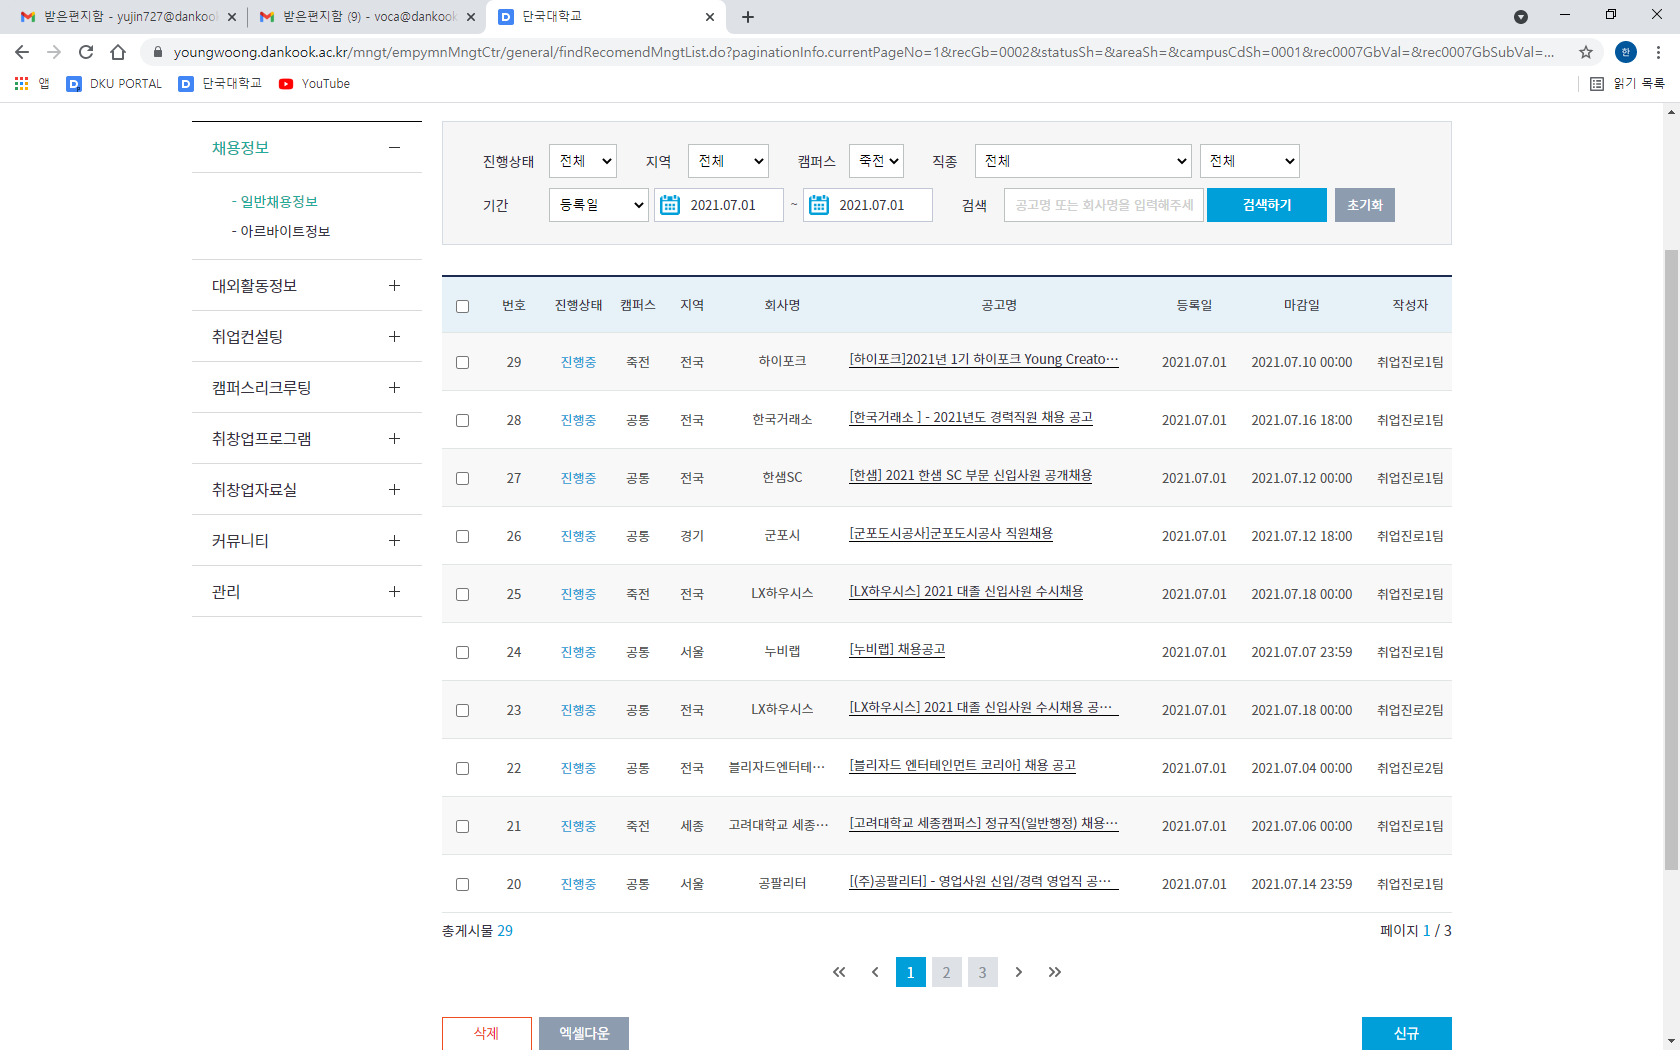 받은편지함 - yujin727@dankook
받은편지함 (9) - voca@dankook
단국대학교
youngwoong.dankook.ac.kr/mngt/empymnMngtCtr/general/findRecomendMngtList.do?paginationInfo.currentPageNo=1&recGb=0002&statusSh=&areaSh=&campusCdSh=0001&rec0007GbVal=&rec0007GbSubVal=...
한
앱 DKU PORTAL 단국대학교 YouTube 읽기 목록
채용정보
- 일반채용정보
- 아르바이트정보
대외활동정보
취업컨설팅
캠퍼스리크루팅
취창업프로그램
취창업자료실
커뮤니티
관리
진행상태 전체 지역 전체 캠퍼스 죽전 직종 전체 전체
기간 등록일 2021.07.01 ~ 2021.07.01 검색 공고명 또는 회사명을 입력해주세 검색하기 초기화
번호 진행상태 캠퍼스 지역 회사명 공고명 등록일 마감일 작성자
29 진행중 죽전 전국 하이포크 [하이포크]2021년 1기 하이포크 Young Creato… 2021.07.01 2021.07.10 00:00 취업진로1팀
28 진행중 공통 전국 한국거래소 [한국거래소 ] - 2021년도 경력직원 채용 공고 2021.07.01 2021.07.16 18:00 취업진로1팀
27 진행중 공통 전국 한샘SC [한샘] 2021 한샘 SC 부문 신입사원 공개채용 2021.07.01 2021.07.12 00:00 취업진로1팀
26 진행중 공통 경기 군포시 [군포도시공사]군포도시공사 직원채용 2021.07.01 2021.07.12 18:00 취업진로1팀
25 진행중 죽전 전국 LX하우시스 [LX하우시스] 2021 대졸 신입사원 수시채용 2021.07.01 2021.07.18 00:00 취업진로1팀
24 진행중 공통 서울 누비랩 [누비랩] 채용공고 2021.07.01 2021.07.07 23:59 취업진로1팀
23 진행중 공통 전국 LX하우시스 [LX하우시스] 2021 대졸 신입사원 수시채용 공… 2021.07.01 2021.07.18 00:00 취업진로2팀
22 진행중 공통 전국 블리자드엔터테… [블리자드 엔터테인먼트 코리아] 채용 공고 2021.07.01 2021.07.04 00:00 취업진로2팀
21 진행중 죽전 세종 고려대학교 세종… [고려대학교 세종캠퍼스] 정규직(일반행정) 채용… 2021.07.01 2021.07.06 00:00 취업진로1팀
20 진행중 공통 서울 공팔리터 [(주)공팔리터] - 영업사원 신입/경력 영업직 공… 2021.07.01 2021.07.14 23:59 취업진로1팀
총게시물 29 페이지 1 / 3
1 2 3
삭제 엑셀다운 신규